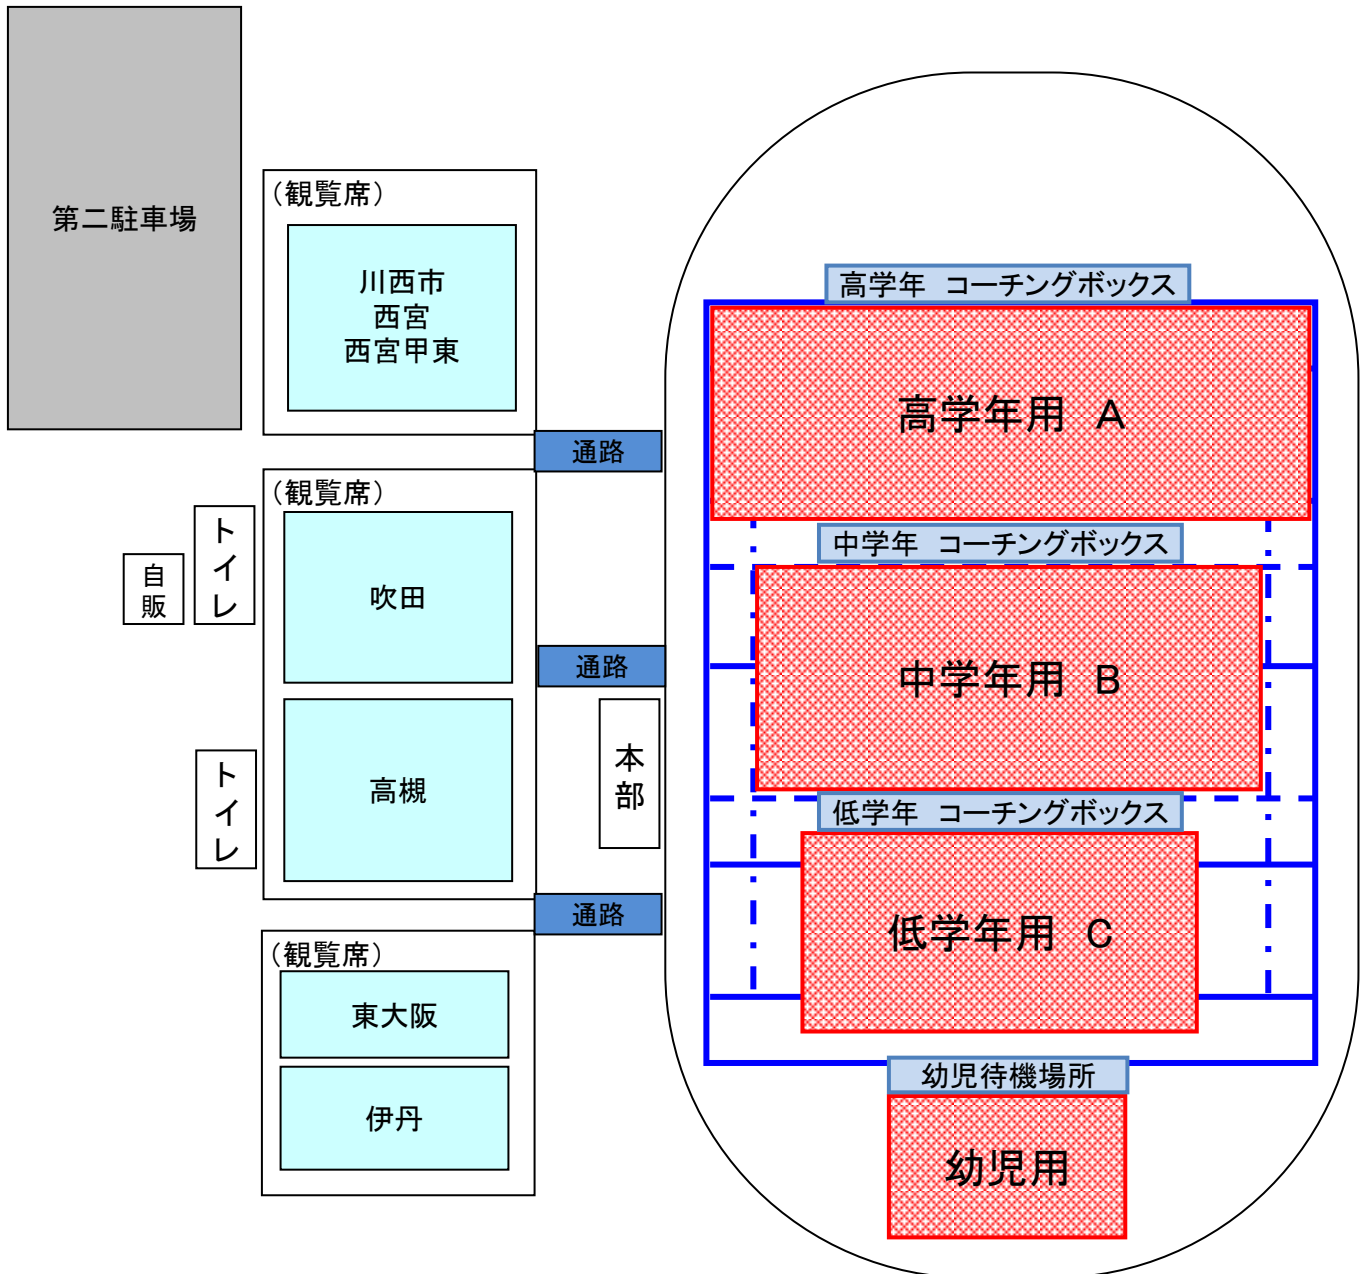 第二駐車場
（観覧席）
川西市
西宮
西宮甲東
通路
（観覧席）
トイレ
自販
吹田
通路
高槻
トイレ
本部
通路
（観覧席）
東大阪
伊丹
高学年　コーチングボックス
高学年用　A
中学年　コーチングボックス
中学年用　B
低学年　コーチングボックス
低学年用　C
幼児待機場所
幼児用